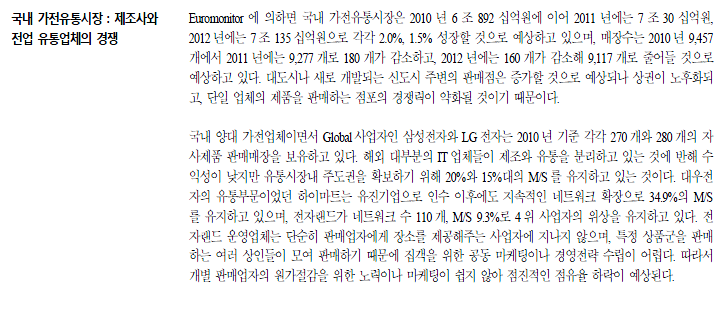 국내 가전유통시장 : 제조사와
전업 유통업체의 경쟁
Euromonitor 에 의하면 국내 가전유통시장은 2010 년 6 조 892 십억원에 이어 2011 년에는 7 조 30 십억원,
2012 년에는 7 조 135 십억원으로 각각 2.0%, 1.5% 성장할 것으로 예상하고 있으며, 매장수는 2010 년 9,457
개에서 2011 년에는 9,277 개로 180 개가 감소하고, 2012 년에는 160 개가 감소해 9,117 개로 줄어들 것으로
예상하고 있다. 대도시나 새로 개발되는 신도시 주변의 판매점은 증가할 것으로 예상되나 상권이 노후화되
고, 단일 업체의 제품을 판매하는 점포의 경쟁력이 약화될 것이기 때문이다.
국내 양대 가전업체이면서 Global 사업자인 삼성전자와 LG 전자는 2010 년 기준 각각 270 개와 280 개의 자
사제품 판매매장을 보유하고 있다. 해외 대부분의 IT 업체들이 제조와 유통을 분리하고 있는 것에 반해 수
익성이 낮지만 유통시장내 주도권을 확보하기 위해 20%와 15%대의 M/S 를 유지하고 있는 것이다. 대우전
자의 유통부문이었던 하이마트는 유진기업으로 인수 이후에도 지속적인 네트워크 확장으로 34.9%의 M/S
를 유지하고 있으며, 전자랜드가 네트워크 수 110 개, M/S 9.3%로 4 위 사업자의 위상을 유지하고 있다. 전
자랜드 운영업체는 단순히 판매업자에게 장소를 제공해주는 사업자에 지나지 않으며, 특정 상품군을 판매
하는 여러 상인들이 모여 판매하기 때문에 집객을 위한 공동 마케팅이나 경영전략 수립이 어렵다. 따라서
개별 판매업자의 원가절감을 위한 노력이나 마케팅이 쉽지 않아 점진적인 점유율 하락이 예상된다.